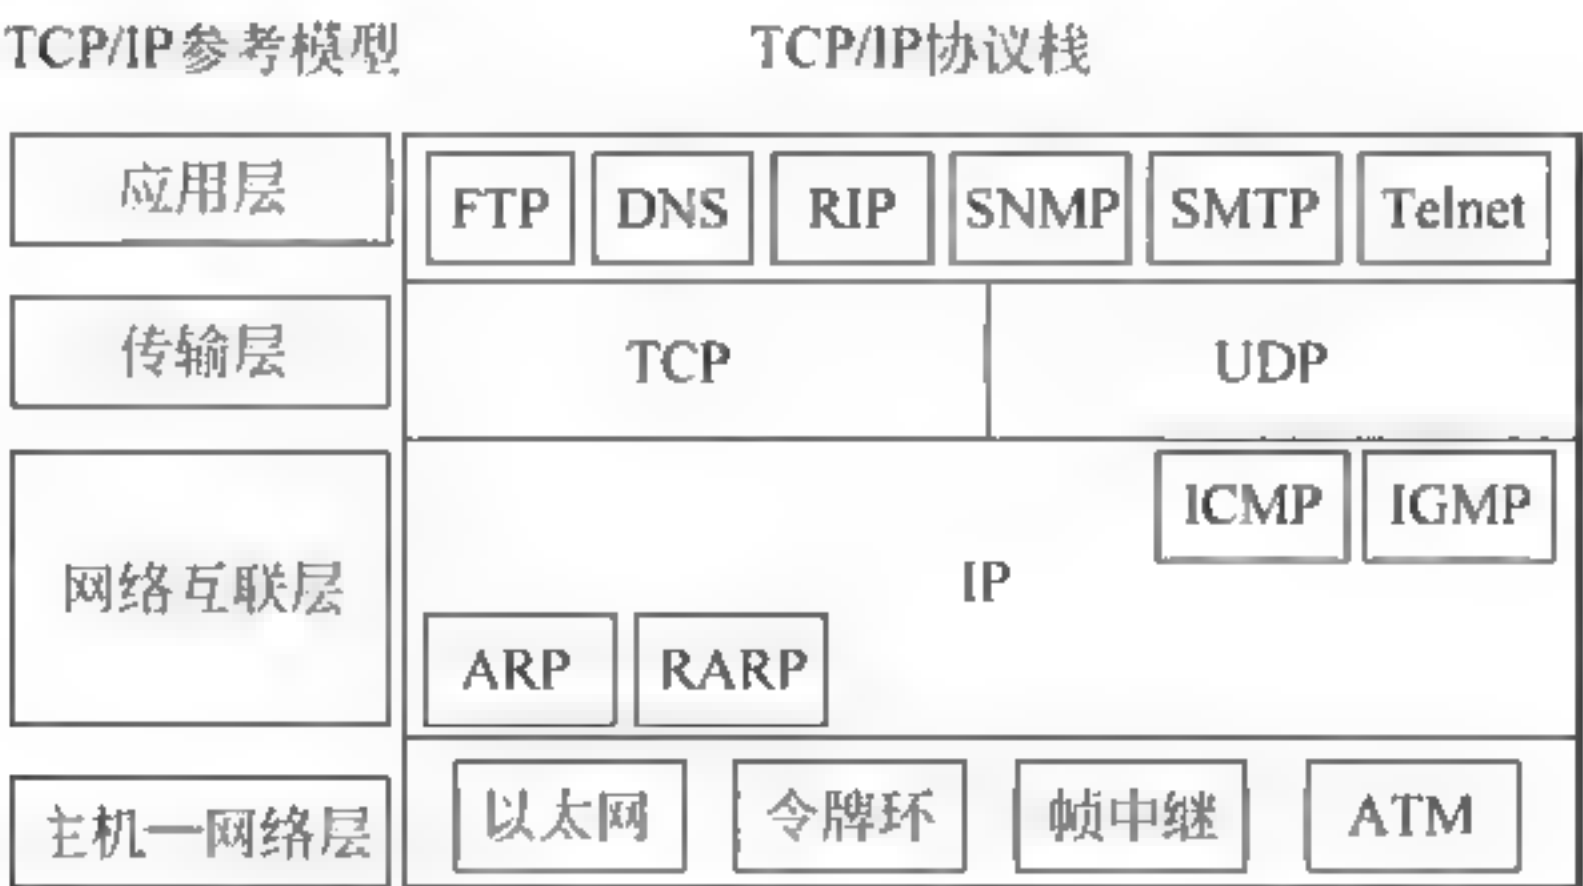 TCP/IP参考模型 TCP/IP协议栈
应用层 FTP DNS RIP SNMP SMTP Telnet
传输层 TCP UDP
ICMP IGMP
网络互联层 IP
ARP RARP
主机一网络层 以太网 令牌环 帧中继 ATM